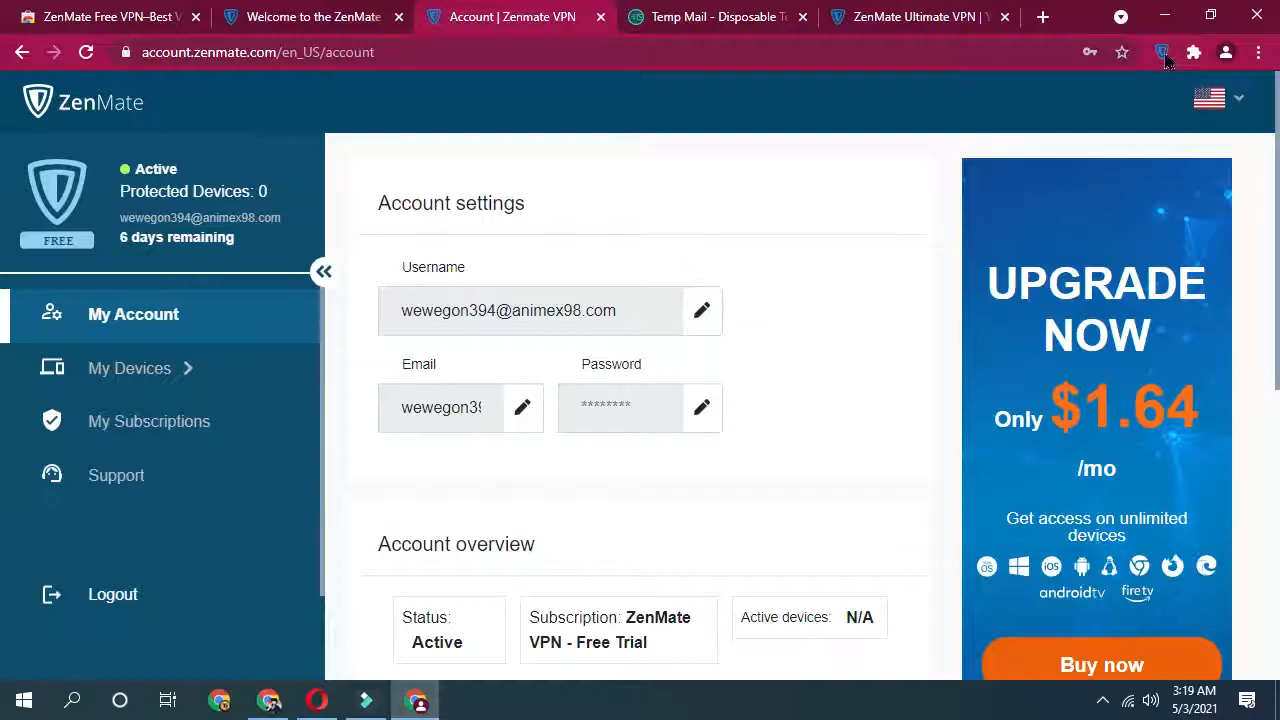 ZenMate Free VPN–Best V
Welcome to the ZenMate
Account | Zenmate VPN
Temp Mail - Disposable Te
ZenMate Ultimate VPN |
account.zenmate.com/en_US/account
ZenMate
Active
Protected Devices: 0
wewegon394@animex98.com
FREE
6 days remaining
My Account
My Devices
My Subscriptions
Support
Logout
Account settings
Username
wewegon394@animex98.com
Email
Password
wewegon39
********
Account overview
Status:
Active
Subscription: ZenMate
VPN - Free Trial
Active devices: N/A
UPGRADE
NOW
Only $1.64
/mo
Get access on unlimited
devices
iOS
androidtv
firetv
Buy now
3:19 AM
5/3/2021